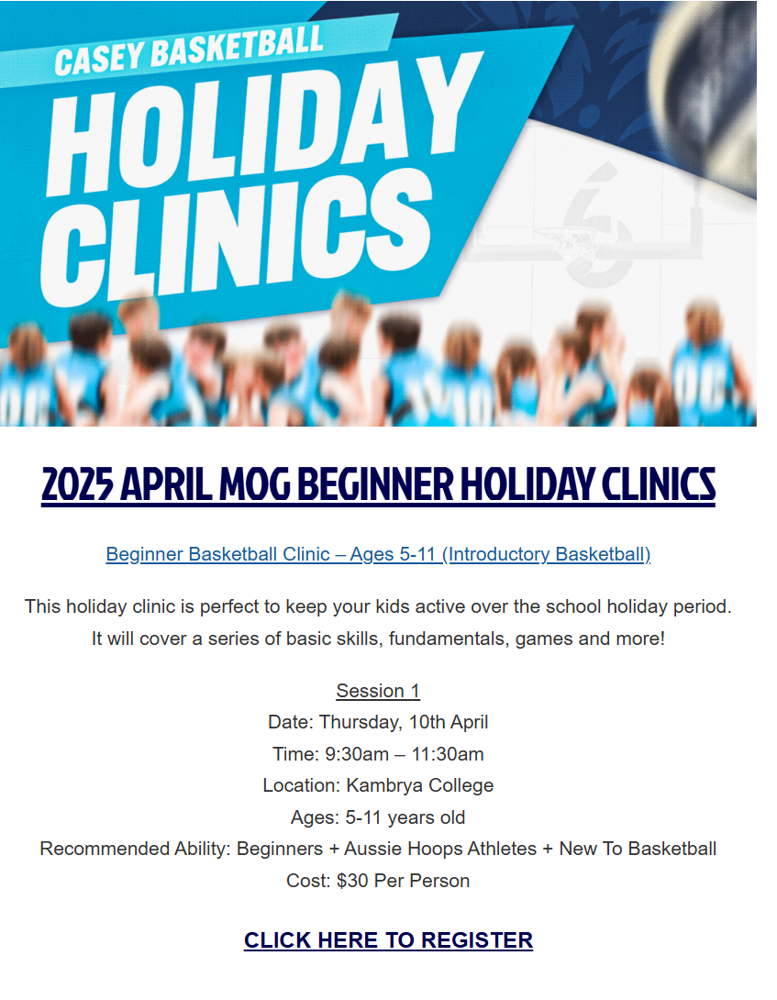 CASEY BASKETBALL
HOLIDAY
CLINICS
6
2025 APRIL MOG BEGINNER HOLIDAY CLINICS
Beginner Basketball Clinic – Ages 5-11 (Introductory Basketball)
This holiday clinic is perfect to keep your kids active over the school holiday period.
It will cover a series of basic skills, fundamentals, games and more!
Session 1
Date: Thursday, 10th April
Time: 9:30am – 11:30am
Location: Kambrya College
Ages: 5-11 years old
Recommended Ability: Beginners + Aussie Hoops Athletes + New To Basketball
Cost: $30 Per Person
CLICK HERE TO REGISTER